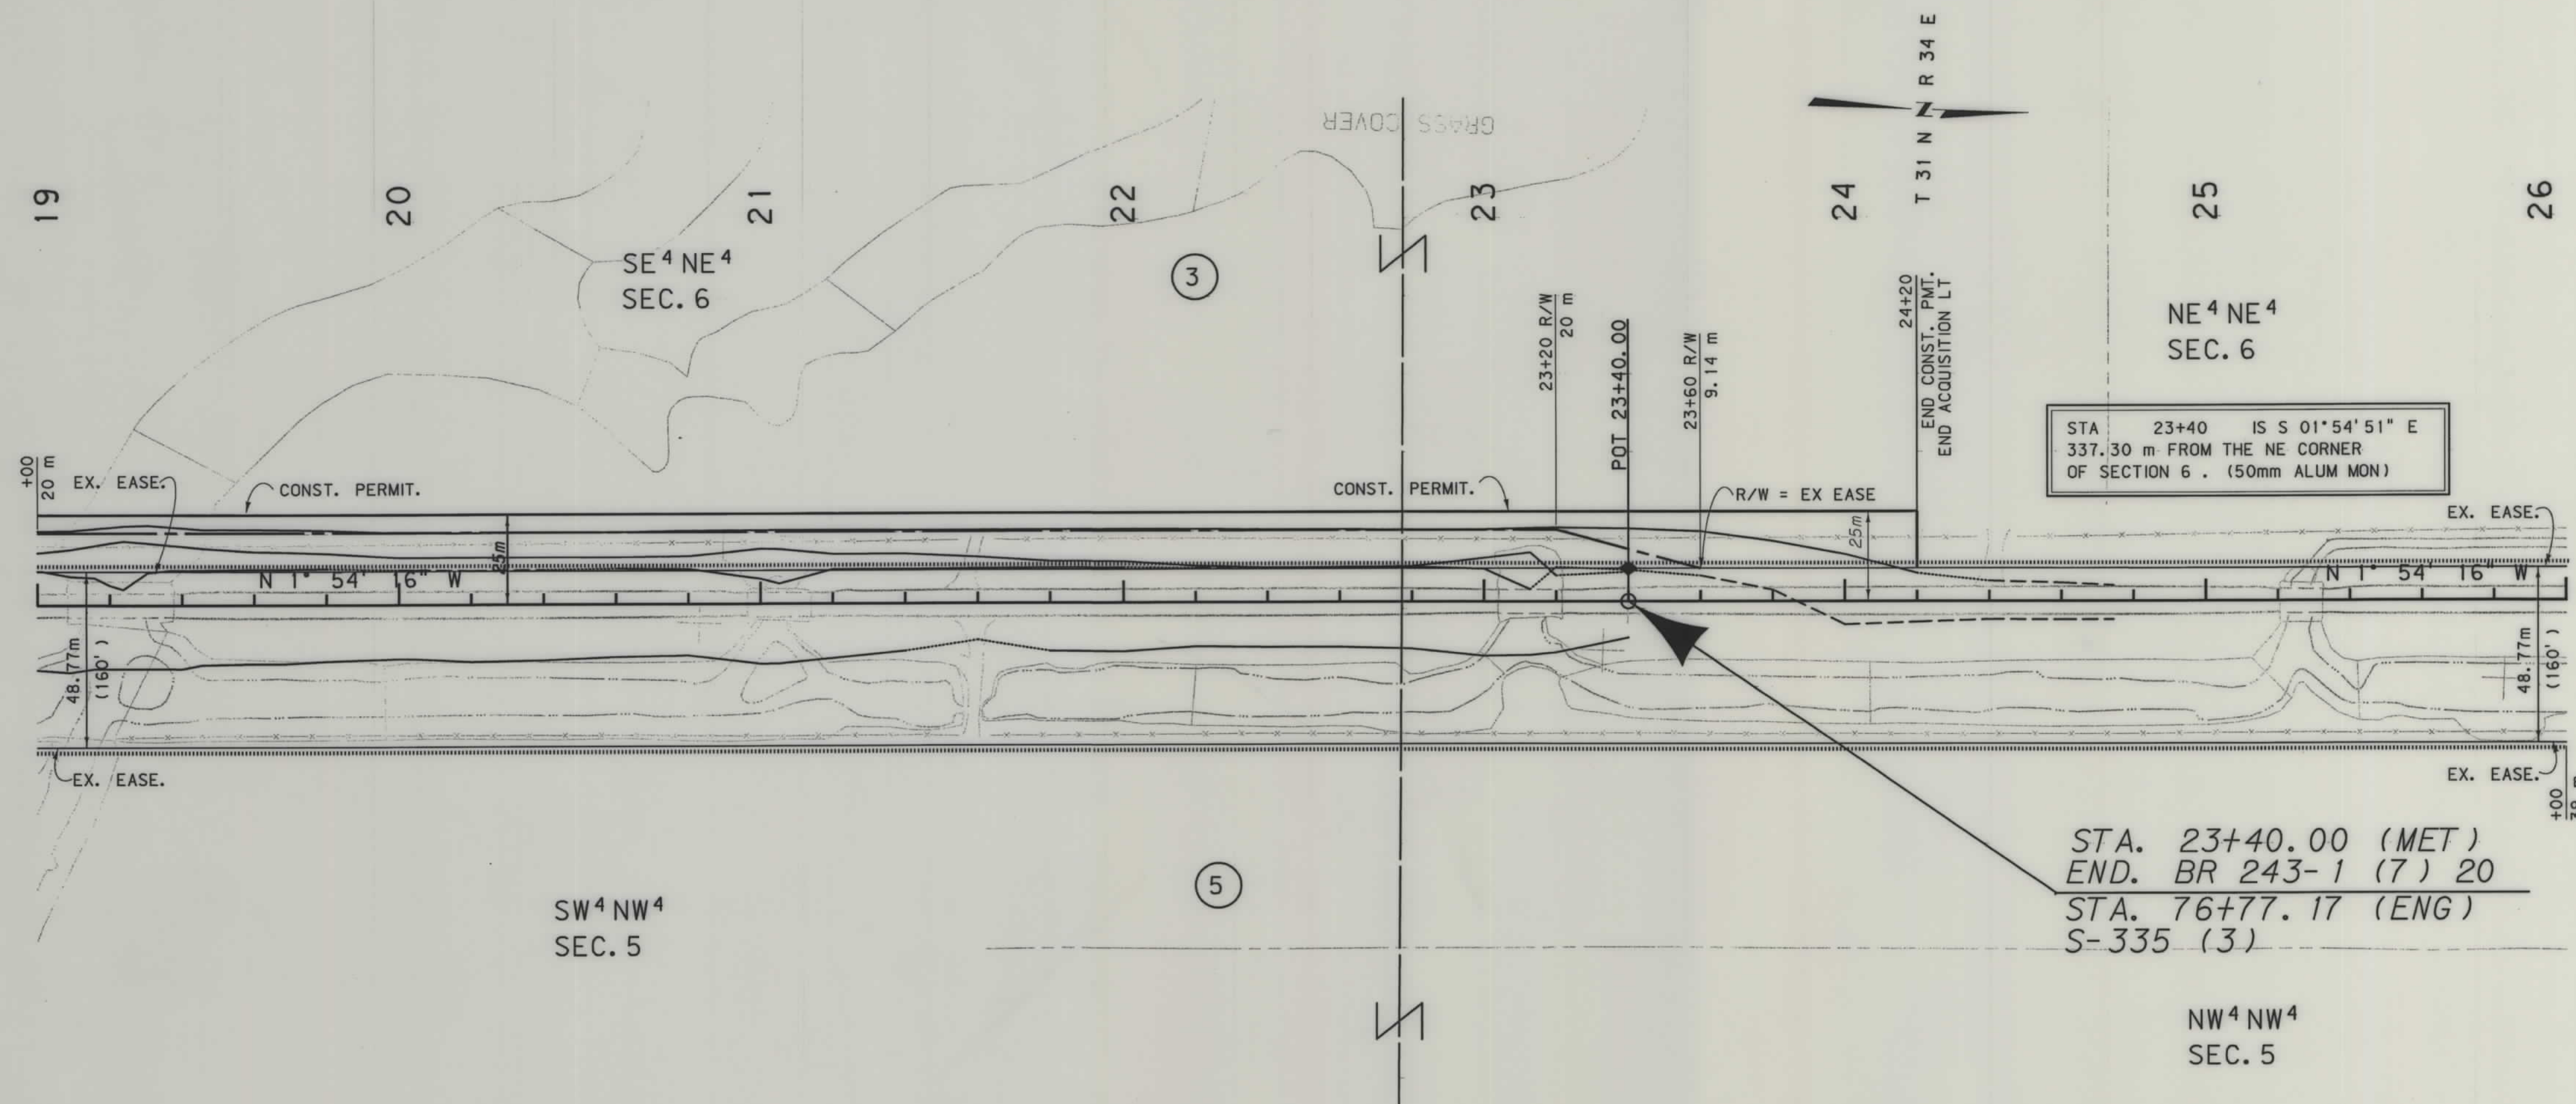 T 31 N R 34 E
N
GRASS COVER
19
20
21
22
23
24
25
26
SE4 NE4
SEC. 6
3
NE4 NE4
SEC. 6
23+20 R/W
20 m
POT 23+40.00
23+60 R/W
9.14 m
24+20
END CONST. PMT.
END ACQUISITION LT
STA 23+40 IS S 01°54'51" E
337.30 m FROM THE NE CORNER
OF SECTION 6 . (50mm ALUM MON)
+00
20 m
EX. EASE.
CONST. PERMIT.
CONST. PERMIT.
R/W = EX EASE
EX. EASE.
25m
25m
N 1° 54' 16" W
N 1° 54' 16" W
48.77m
(160')
48.77m
(160')
EX. EASE.
EX. EASE.
+00
STA. 23+40.00 (MET)
END. BR 243-1 (7) 20
STA. 76+77.17 (ENG)
S-335 (3)
5
SW4 NW4
SEC. 5
NW4 NW4
SEC. 5